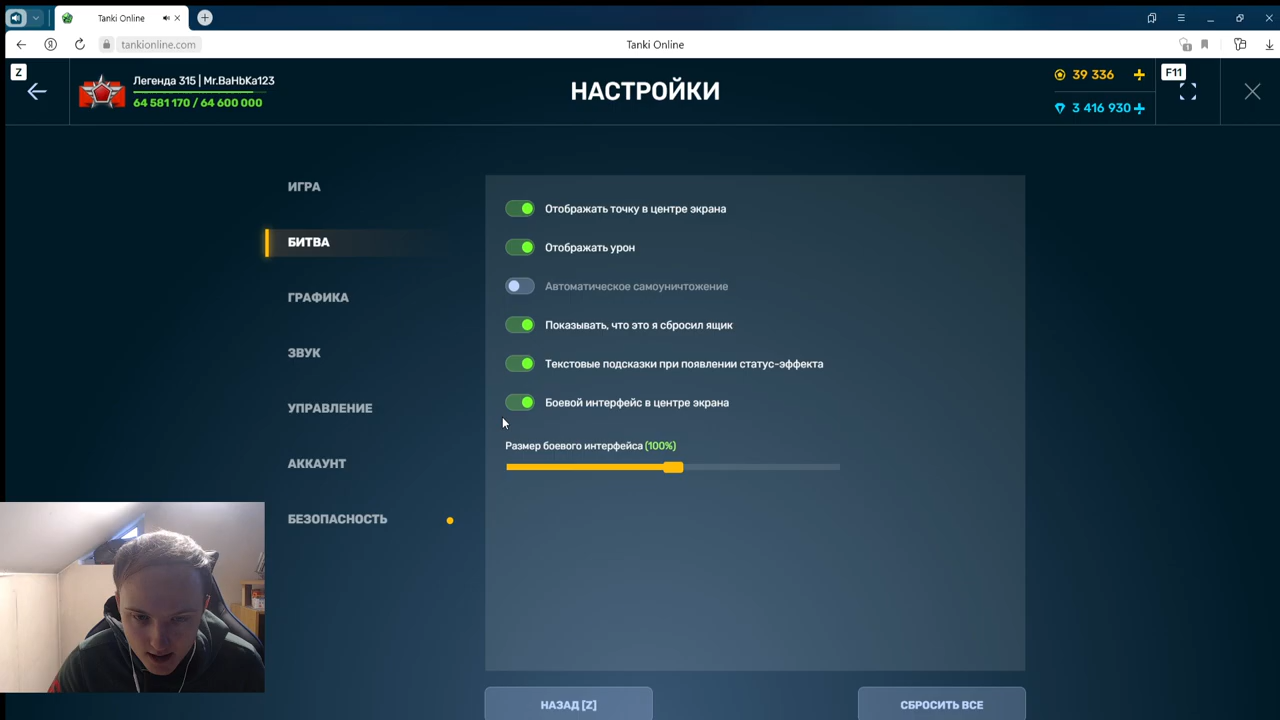 Tanki Online
tankionline.com
Tanki Online
Z
Легенда 315 | Mr.BaHbKa123
64 581 170 / 64 600 000
НАСТРОЙКИ
39 336
3 416 930
F11
ИГРА
БИТВА
ГРАФИКА
ЗВУК
УПРАВЛЕНИЕ
АККАУНТ
БЕЗОПАСНОСТЬ
Отображать точку в центре экрана
Отображать урон
Автоматическое самоуничтожение
Показывать, что это я сбросил ящик
Текстовые подсказки при появлении статус-эффекта
Боевой интерфейс в центре экрана
Размер боевого интерфейса (100%)
НАЗАД [Z]
СБРОСИТЬ ВСЕ